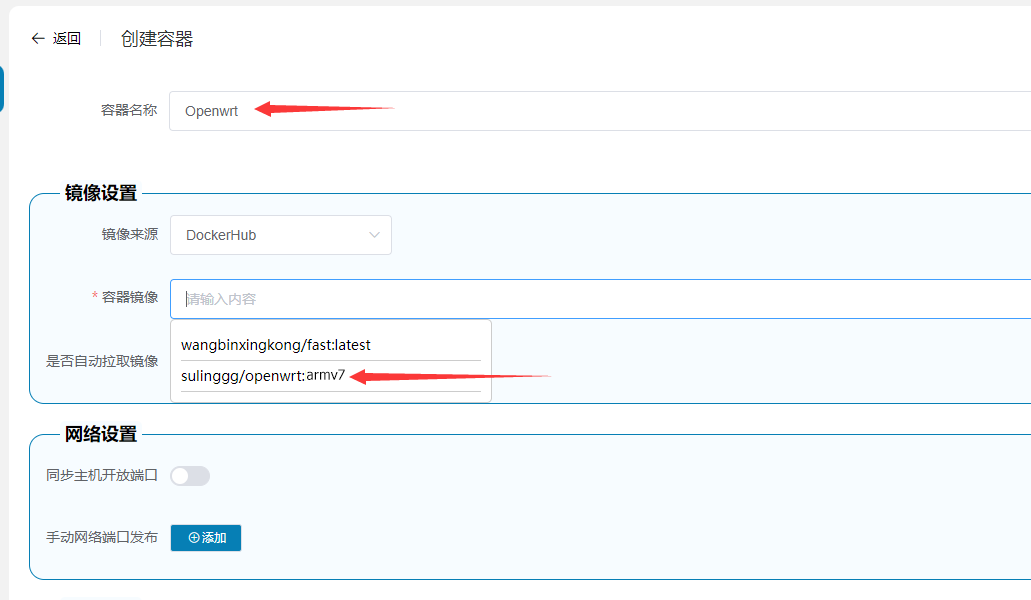 返回 创建容器
容器名称 Openwrt
镜像设置
镜像来源 DockerHub
* 容器镜像 请输入内容
wangbinxingkong/fast:latest
是否自动拉取镜像
sulinggg/openwrt:armv7
网络设置
同步主机开放端口
手动网络端口发布 添加